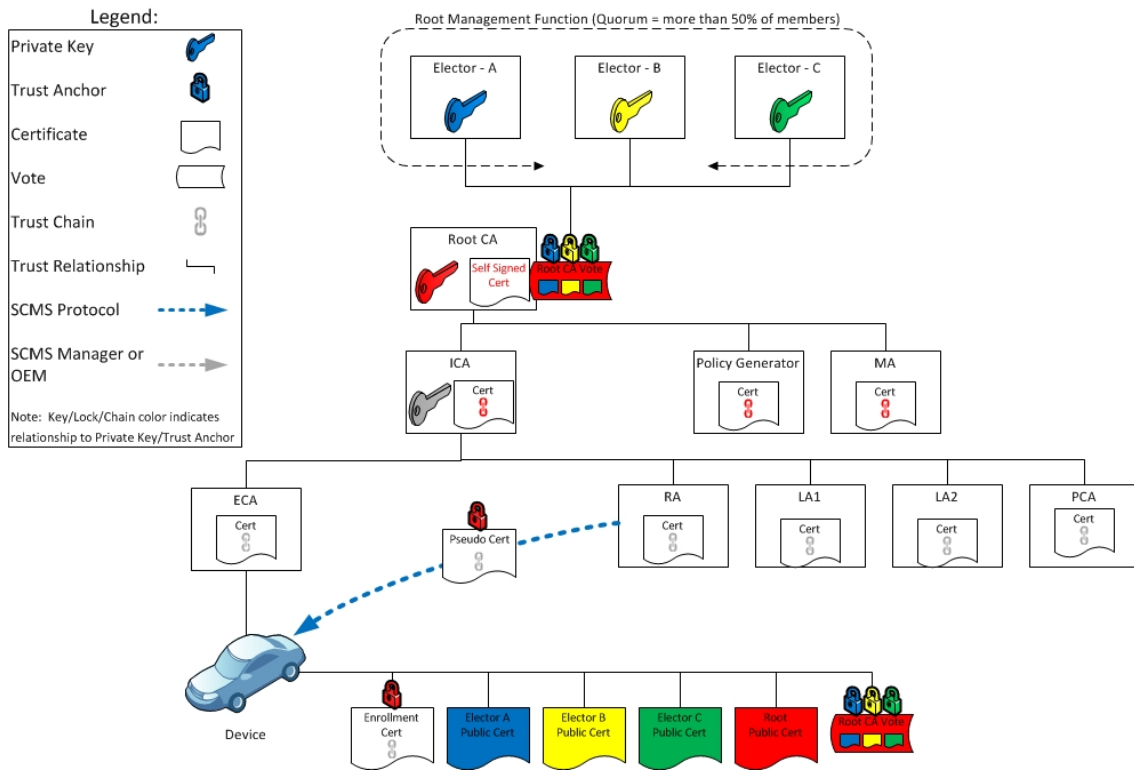 Legend:
Private Key
Trust Anchor
Certificate
Vote
Trust Chain
Trust Relationship
SCMS Protocol
SCMS Manager or
OEM
Note: Key/Lock/Chain color indicates
relationship to Private Key/Trust Anchor
Root Management Function (Quorum = more than 50% of members)
Elector - A
Elector - B
Elector - C
Root CA
Self Signed
Cert
Root CA Vote
ICA
Cert
Policy Generator
Cert
MA
Cert
ECA
Cert
Pseudo Cert
RA
Cert
LA1
Cert
LA2
Cert
PCA
Cert
Device
Enrollment
Cert
Elector A
Public Cert
Elector B
Public Cert
Elector C
Public Cert
Root
Public Cert
Root CA Vote